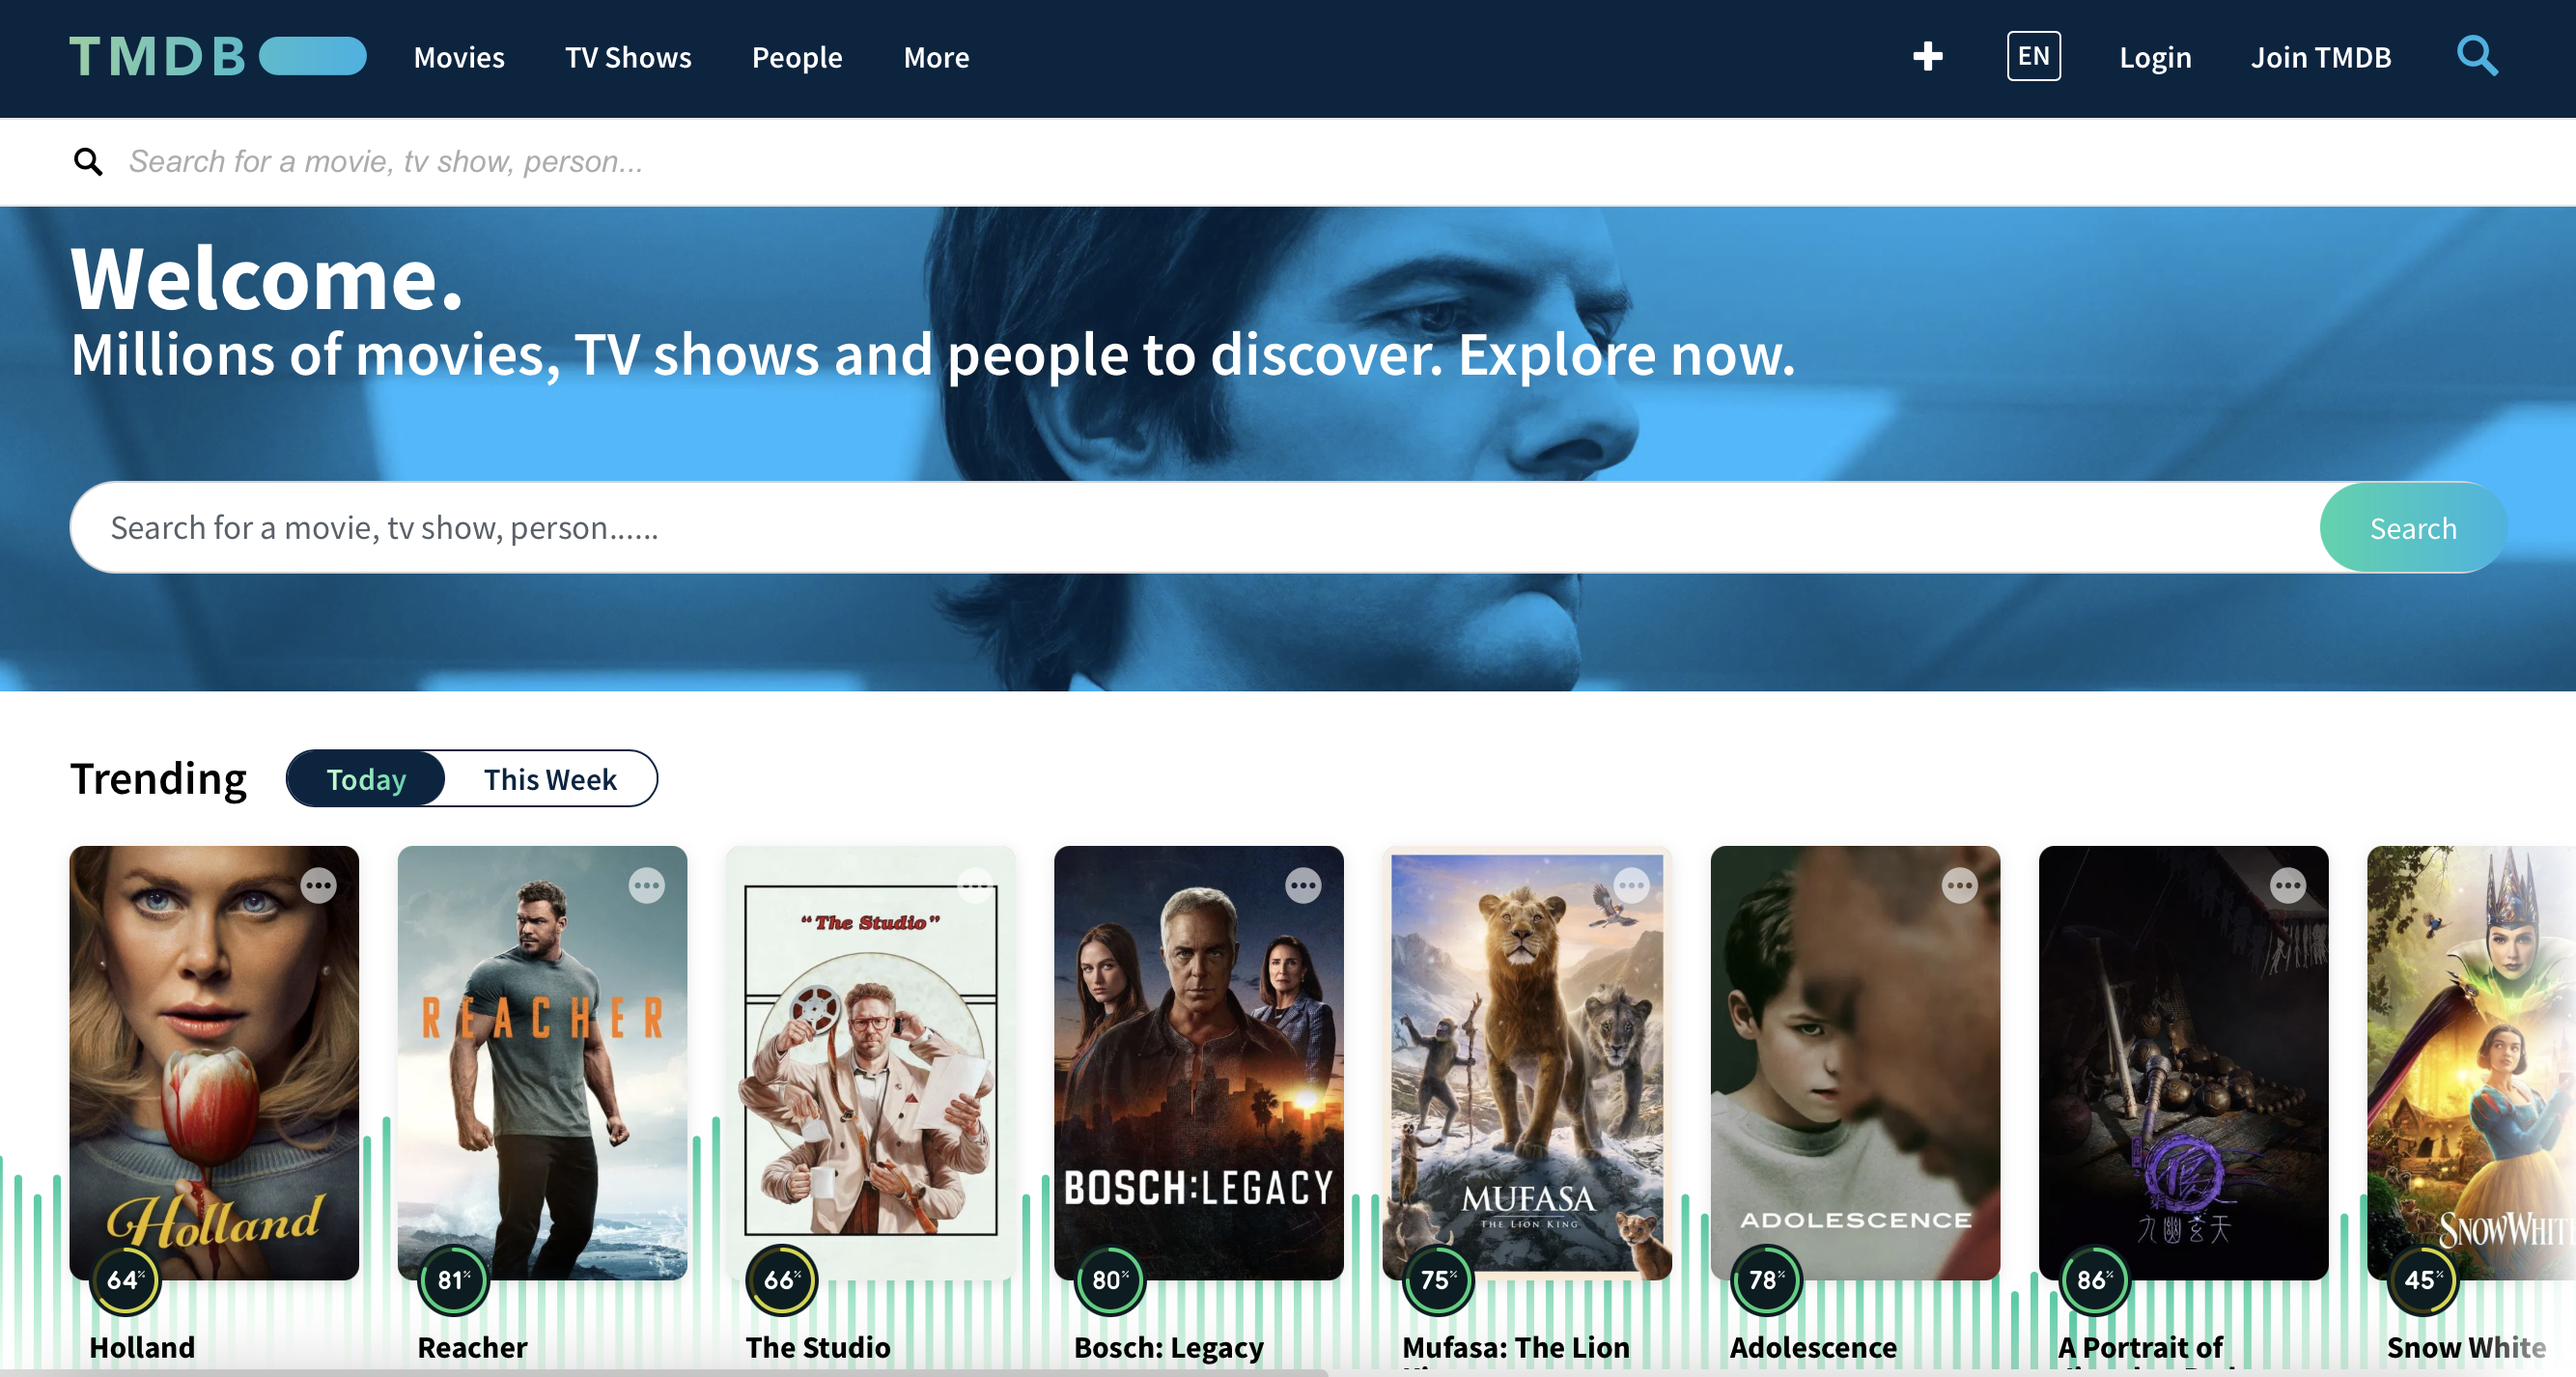 TMDB Movies TV Shows People More EN Login Join TMDB
Search for a movie, tv show, person...
Welcome.
Millions of movies, TV shows and people to discover. Explore now.
Search for a movie, tv show, person...... Search
Trending Today This Week
"The Studio"
REACHER
BOSCH:LEGACY
MUFASA
THE LION KING
ADOLESCENCE
Holland
九幽玄天
SNOW WHIT
64% 81% 66% 80% 75% 78% 86% 45%
Holland Reacher The Studio Bosch: Legacy Mufasa: The Lion Adolescence A Portrait of Snow White